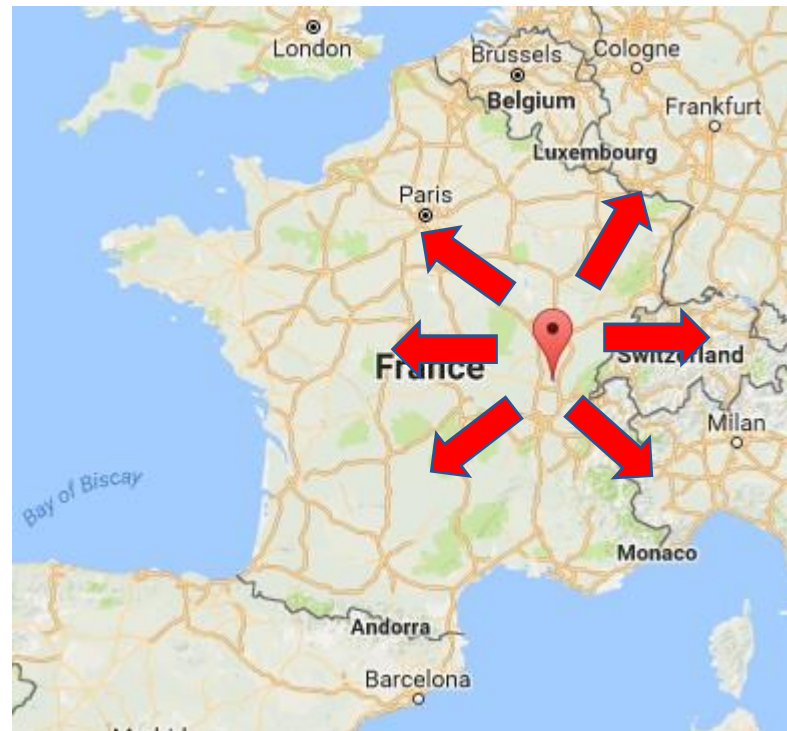 London
Brussels
Cologne
Belgium
Frankfurt
Luxembourg
Paris
France
Switzerland
Milan
Bay of Biscay
Monaco
Andorra
Barcelona